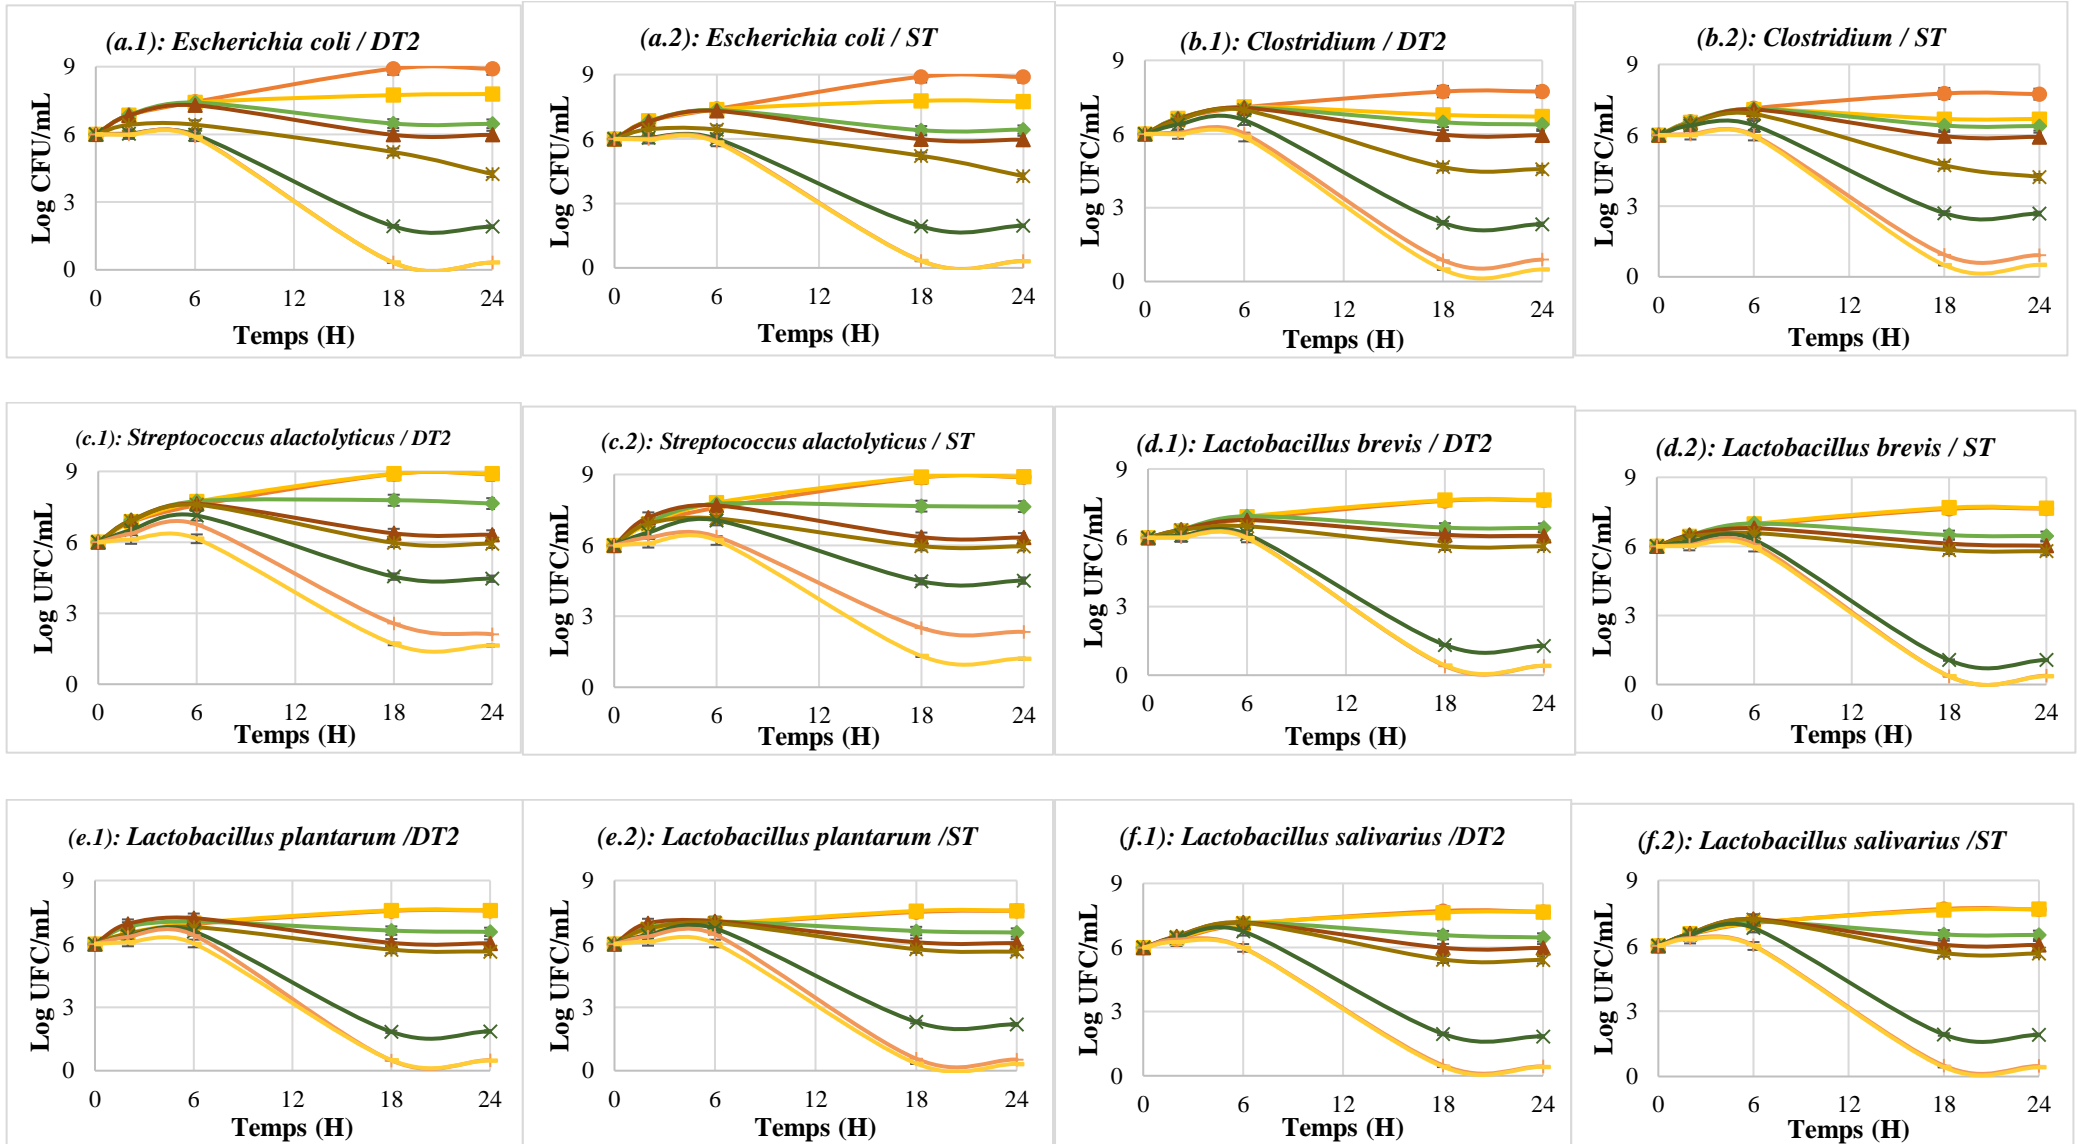 (a.1): Escherichia coli / DT2
9
6
3
0
Log CFU/mL
0 6 12 18 24
Temps (H)
(a.2): Escherichia coli / ST
9
6
3
0
Log CFU/mL
0 6 12 18 24
Temps (H)
(b.1): Clostridium / DT2
9
6
3
0
Log UFC/mL
0 6 12 18 24
Temps (H)
(b.2): Clostridium / ST
9
6
3
0
Log UFC/mL
0 6 12 18 24
Temps (H)
(c.1): Streptococcus alactolyticus / DT2
9
6
3
0
Log UFC/mL
0 6 12 18 24
Temps (H)
(c.2): Streptococcus alactolyticus / ST
9
6
3
0
Log UFC/mL
0 6 12 18 24
Temps (H)
(d.1): Lactobacillus brevis / DT2
9
6
3
0
Log UFC/mL
0 6 12 18 24
Temps (H)
(d.2): Lactobacillus brevis / ST
9
6
3
0
Log UFC/mL
0 6 12 18 24
Temps (H)
(e.1): Lactobacillus plantarum /DT2
9
6
3
0
Log UFC/mL
0 6 12 18 24
Temps (H)
(e.2): Lactobacillus plantarum /ST
9
6
3
0
Log UFC/mL
0 6 12 18 24
Temps (H)
(f.1): Lactobacillus salivarius /DT2
9
6
3
0
Log UFC/mL
0 6 12 18 24
Temps (H)
(f.2): Lactobacillus salivarius /ST
9
6
3
0
Log UFC/mL
0 6 12 18 24
Temps (H)